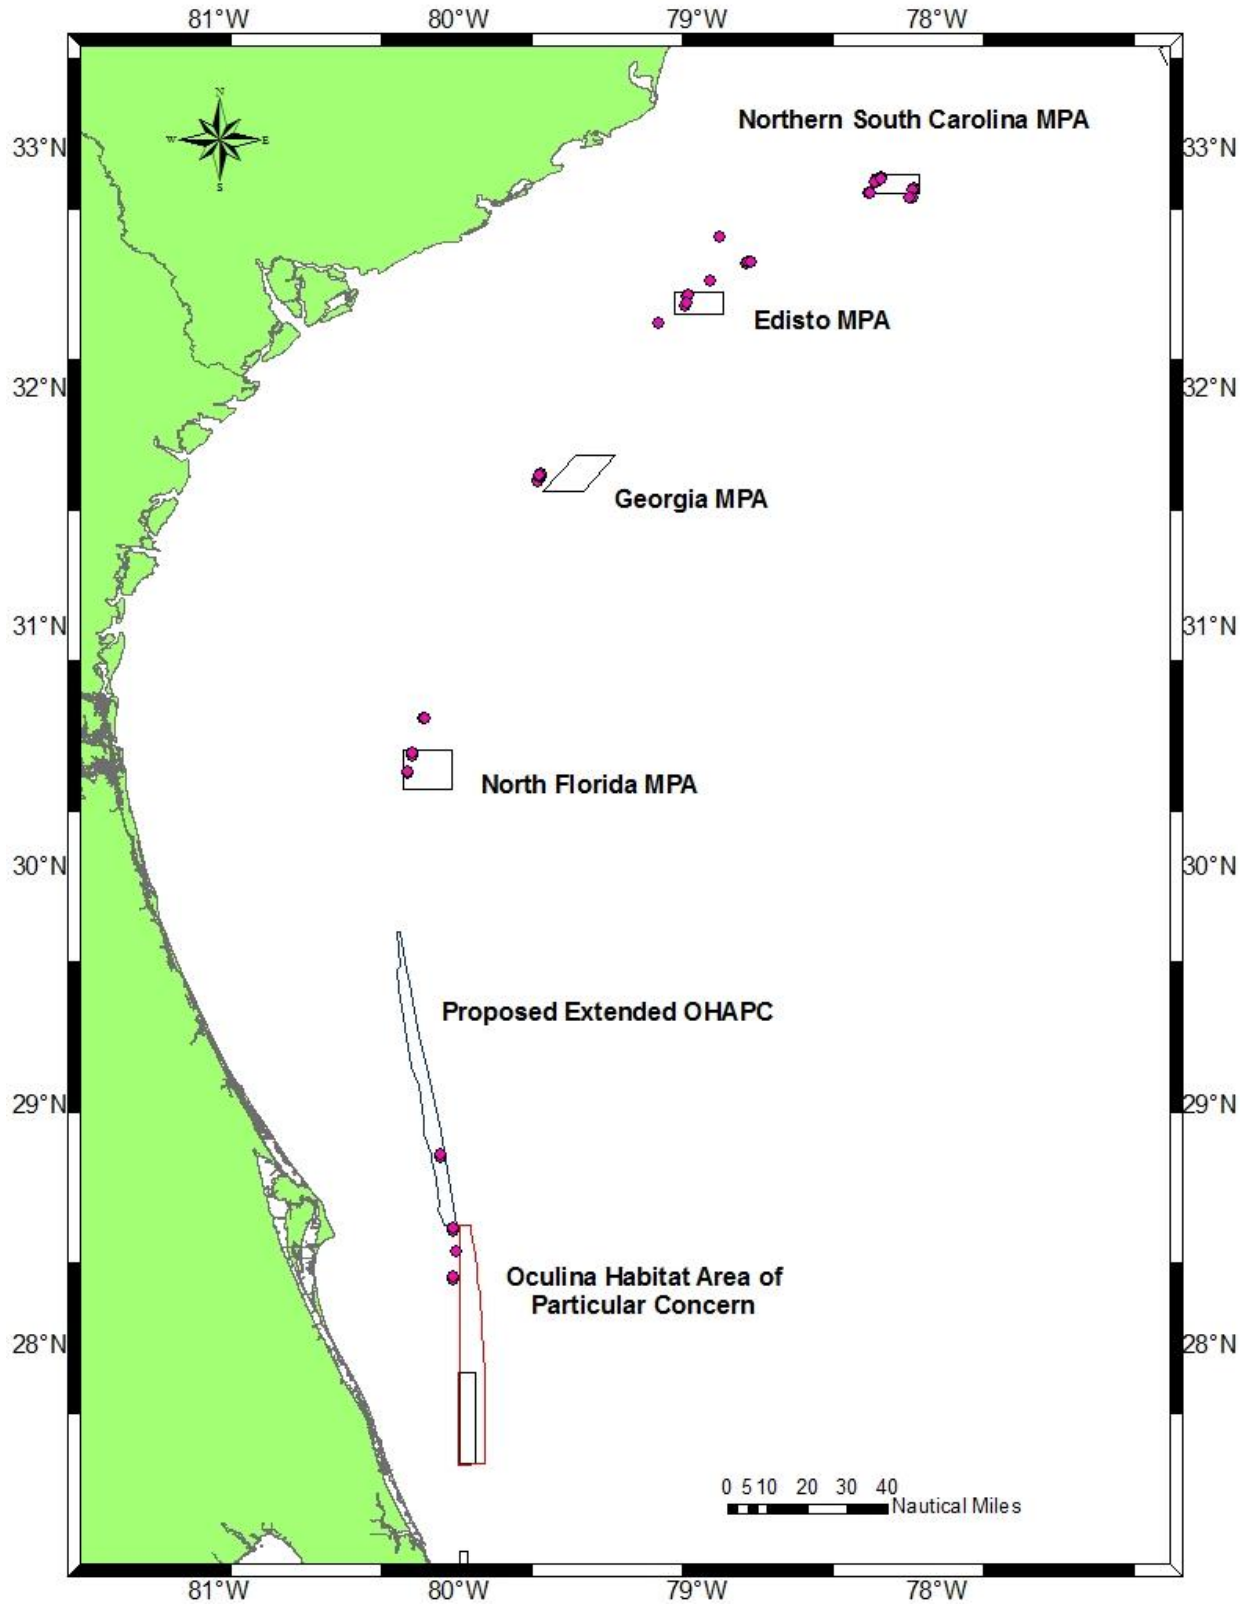 81°W 80°W 79°W 78°W
N
W E
S
Northern South Carolina MPA
33°N 33°N
Edisto MPA
32°N 32°N
Georgia MPA
31°N 31°N
North Florida MPA
30°N 30°N
Proposed Extended OHAPC
29°N 29°N
Oculina Habitat Area of
Particular Concern
28°N 28°N
0 5 10 20 30 40
Nautical Miles
81°W 80°W 79°W 78°W